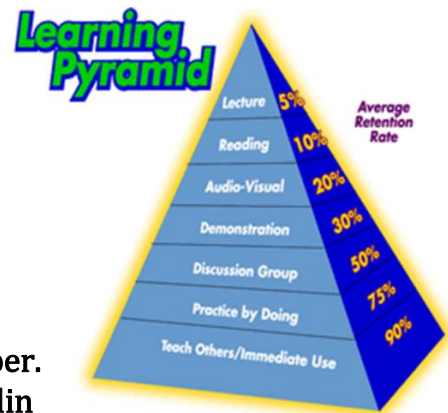 Learning
Pyramid
Average
Retention
Rate
Lecture 5%
Reading 10%
Audio-Visual 20%
Demonstration 30%
Discussion Group 50%
Practice by Doing 75%
Teach Others/Immediate Use 90%